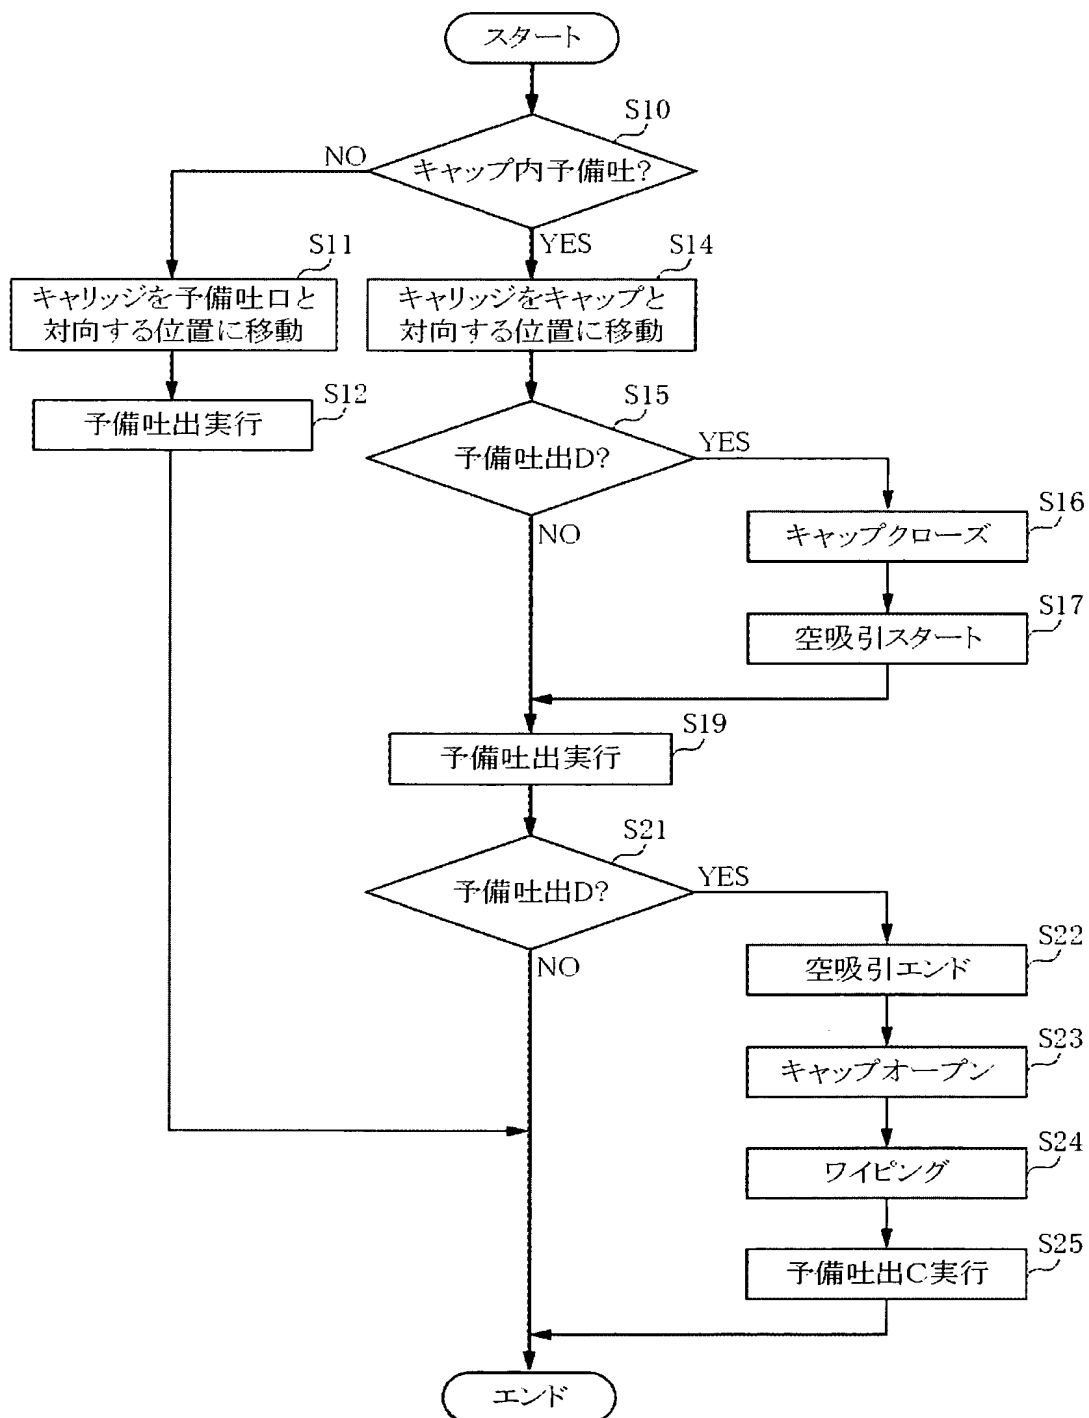 スタート
S10
キャップ内予備吐?
NO
YES
S11
キャリッジを予備吐口と
対向する位置に移動
S14
キャリッジをキャップと
対向する位置に移動
S12
予備吐出実行
S15
予備吐出D?
YES
NO
S16
キャップクローズ
S17
空吸引スタート
S19
予備吐出実行
S21
予備吐出D?
YES
NO
S22
空吸引エンド
S23
キャップオープン
S24
ワイピング
S25
予備吐出C実行
エンド